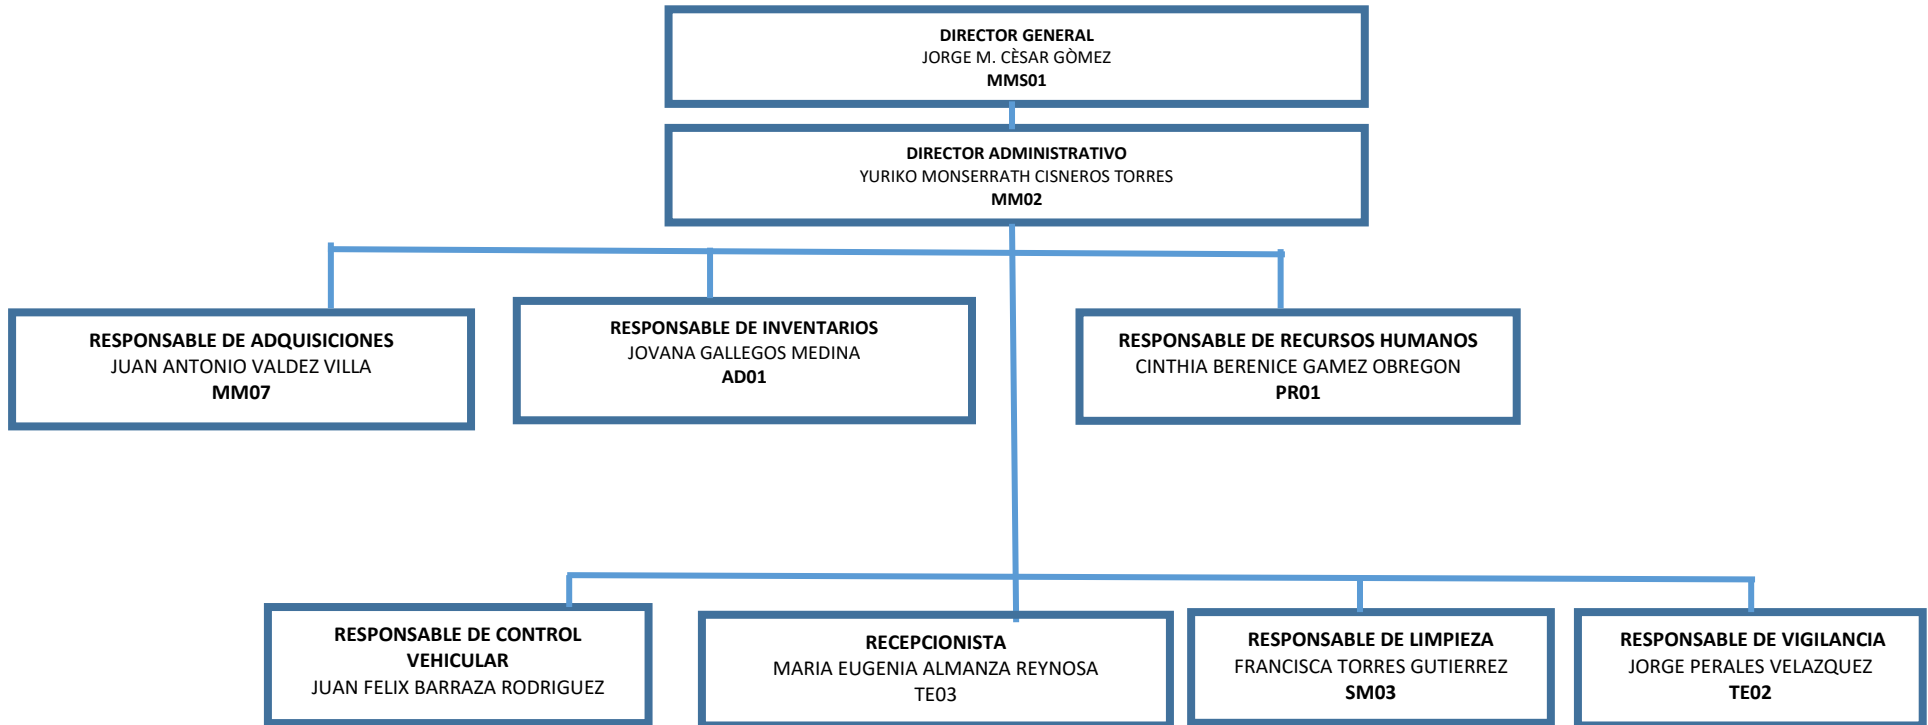 DIRECTOR GENERAL
JORGE M. CÈSAR GÒMEZ
MMS01
DIRECTOR ADMINISTRATIVO
YURIKO MONSERRATH CISNEROS TORRES
MM02
RESPONSABLE DE ADQUISICIONES
JUAN ANTONIO VALDEZ VILLA
MM07
RESPONSABLE DE INVENTARIOS
JOVANA GALLEGOS MEDINA
AD01
RESPONSABLE DE RECURSOS HUMANOS
CINTHIA BERENICE GAMEZ OBREGON
PR01
RESPONSABLE DE CONTROL
VEHICULAR
JUAN FELIX BARRAZA RODRIGUEZ
RECEPCIONISTA
MARIA EUGENIA ALMANZA REYNOSA
TE03
RESPONSABLE DE LIMPIEZA
FRANCISCA TORRES GUTIERREZ
SM03
RESPONSABLE DE VIGILANCIA
JORGE PERALES VELAZQUEZ
TE02